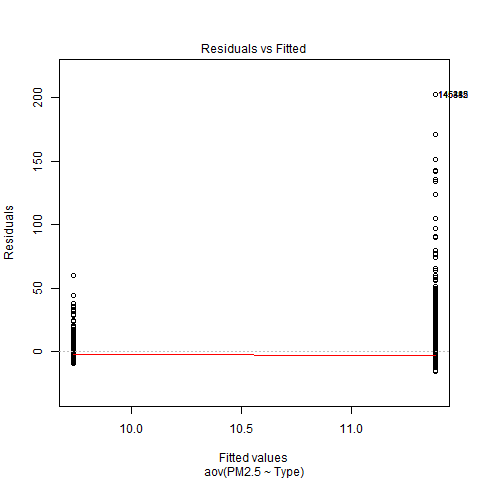 Residuals vs Fitted
Residuals
200
150
100
50
0
10.0 10.5 11.0
Fitted values
aov(PM2.5 ~ Type)